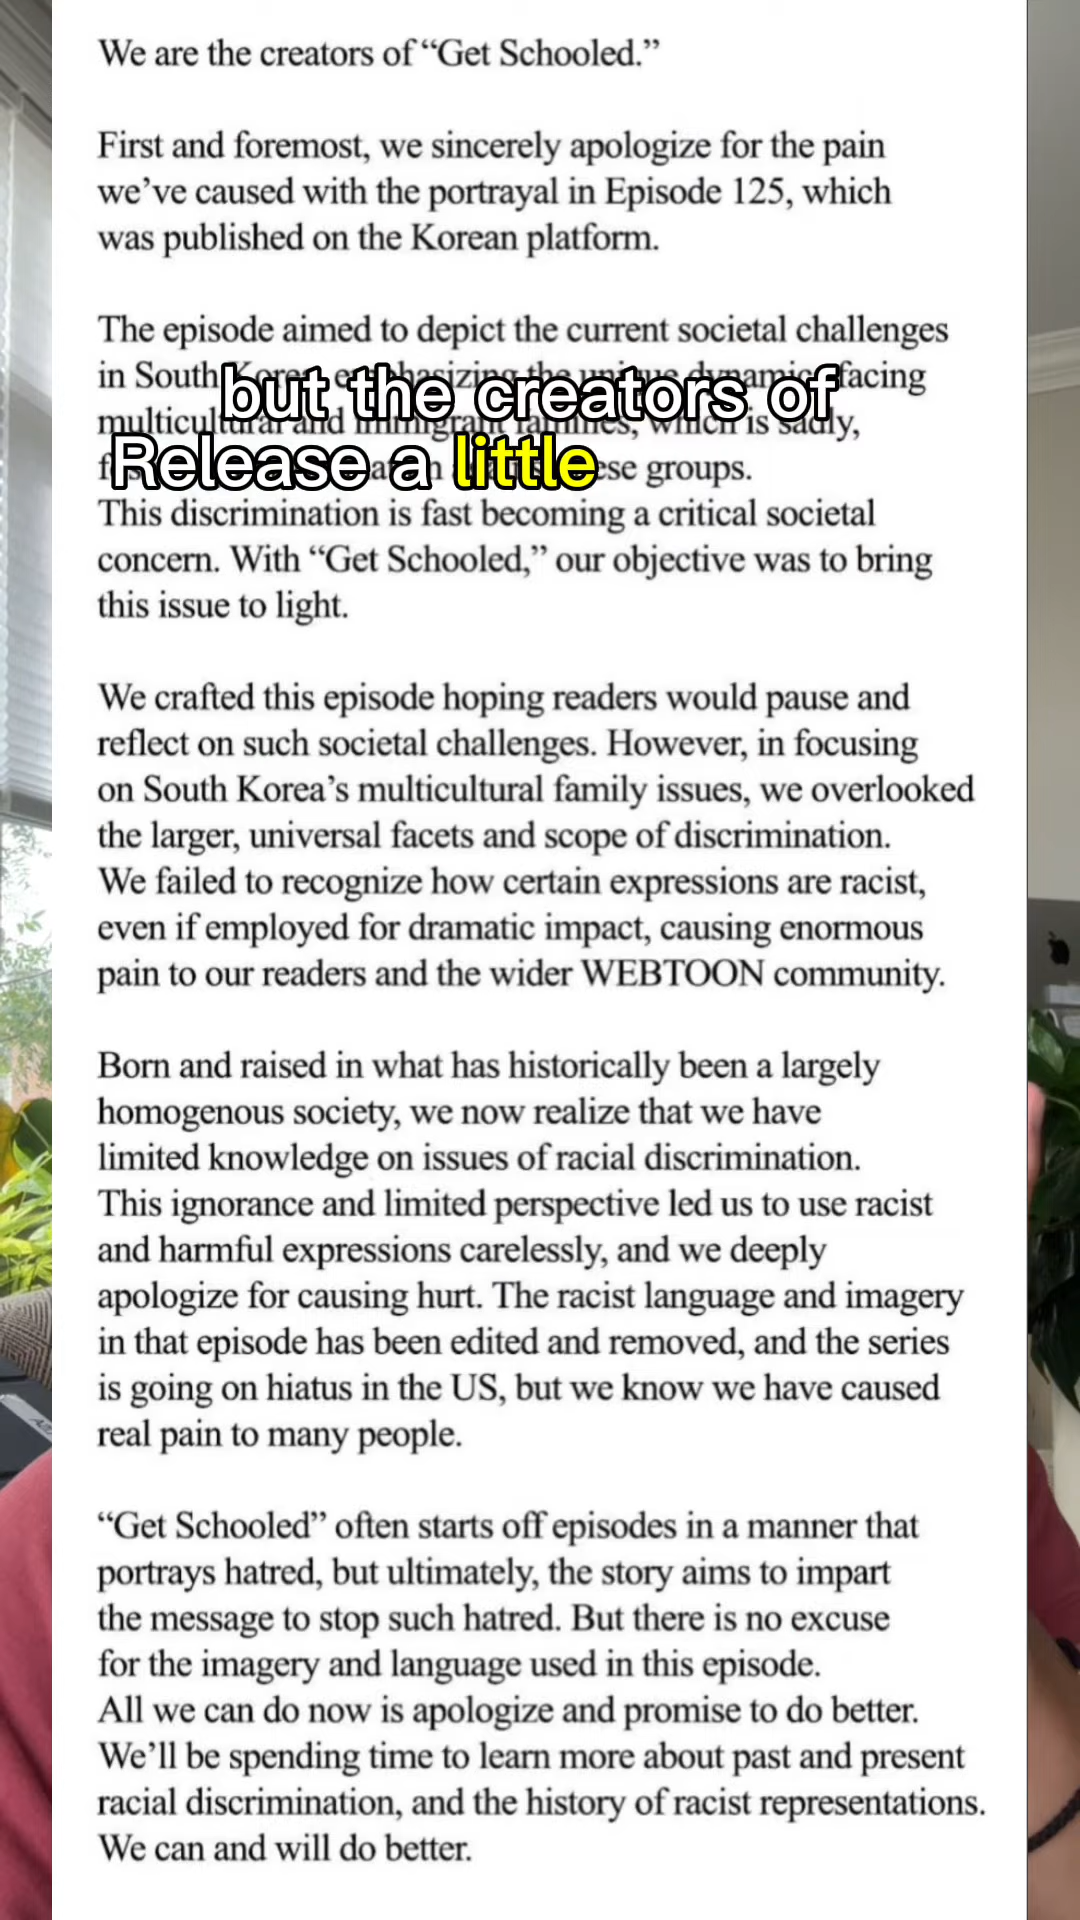 We are the creators of “Get Schooled.”
First and foremost, we sincerely apologize for the pain
we’ve caused with the portrayal in Episode 125, which
was published on the Korean platform.
The episode aimed to depict the current societal challenges
in South Korea, emphasizing the unique dynamics facing
but the creators of
multicultural and immigrant families, which is sadly,
Release a little
these groups.
This discrimination is fast becoming a critical societal
concern. With “Get Schooled,” our objective was to bring
this issue to light.
We crafted this episode hoping readers would pause and
reflect on such societal challenges. However, in focusing
on South Korea’s multicultural family issues, we overlooked
the larger, universal facets and scope of discrimination.
We failed to recognize how certain expressions are racist,
even if employed for dramatic impact, causing enormous
pain to our readers and the wider WEBTOON community.
Born and raised in what has historically been a largely
homogenous society, we now realize that we have
limited knowledge on issues of racial discrimination.
This ignorance and limited perspective led us to use racist
and harmful expressions carelessly, and we deeply
apologize for causing hurt. The racist language and imagery
in that episode has been edited and removed, and the series
is going on hiatus in the US, but we know we have caused
real pain to many people.
“Get Schooled” often starts off episodes in a manner that
portrays hatred, but ultimately, the story aims to impart
the message to stop such hatred. But there is no excuse
for the imagery and language used in this episode.
All we can do now is apologize and promise to do better.
We’ll be spending time to learn more about past and present
racial discrimination, and the history of racist representations.
We can and will do better.